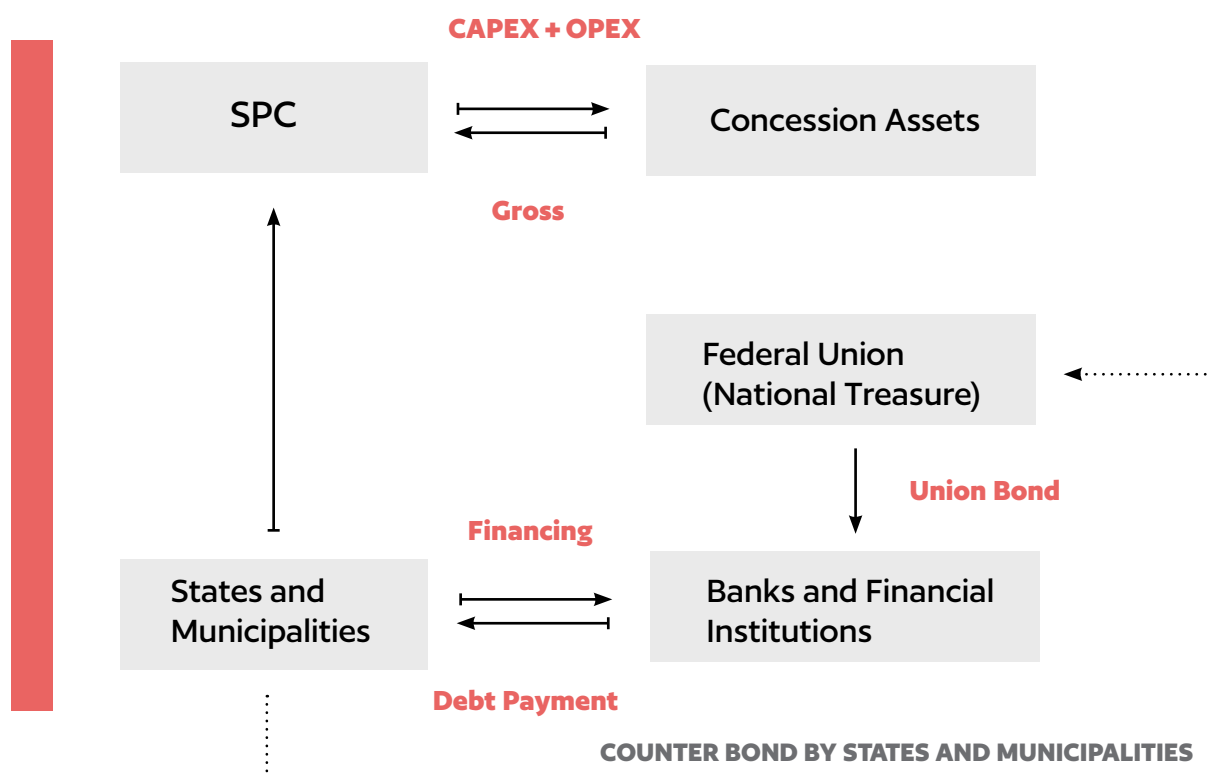 CAPEX + OPEX
SPC
Concession Assets
Gross
Federal Union
(National Treasure)
Union Bond
Financing
States and
Municipalities
Banks and Financial
Institutions
Debt Payment
COUNTER BOND BY STATES AND MUNICIPALITIES